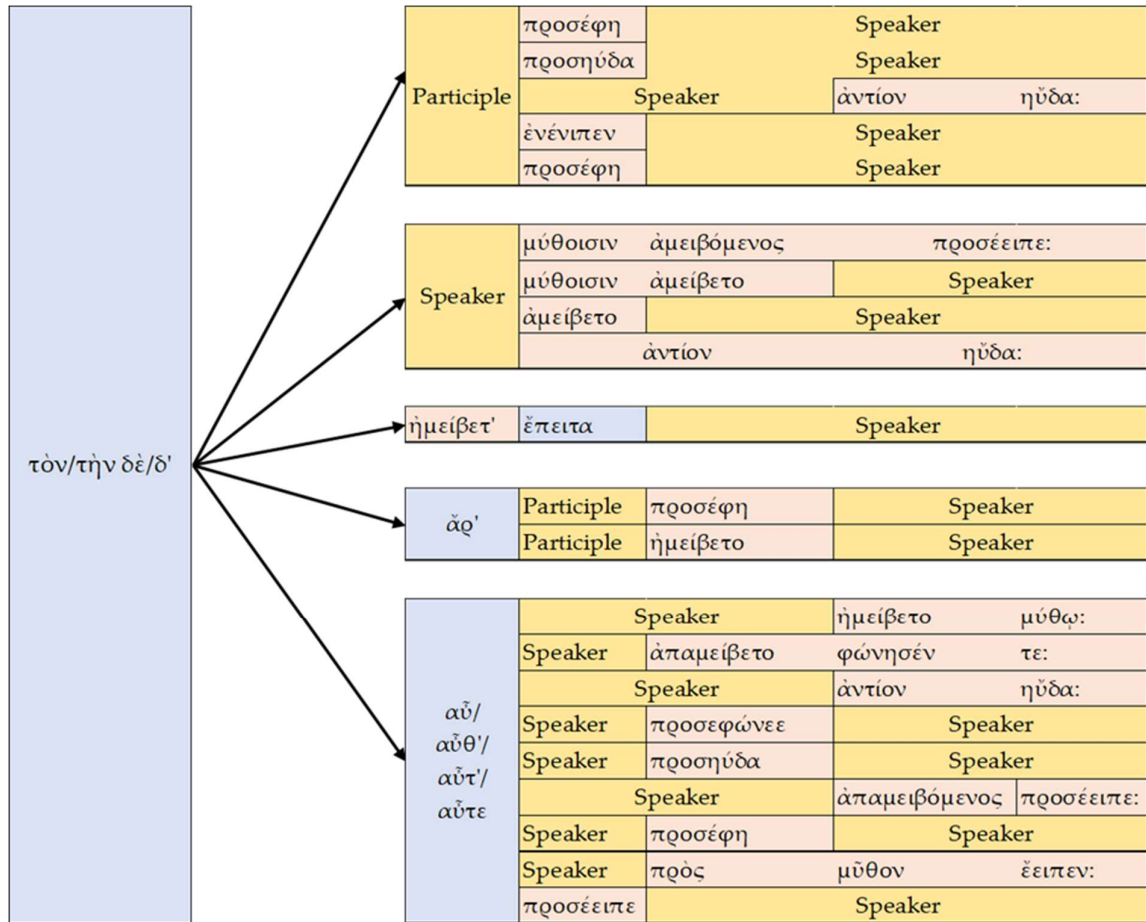 τὸν/τὴν δὲ/δ'
Participle
προσέφη Speaker
προσηύδα Speaker
Speaker ἀντίον ηὔδα:
ἐνένιπεν Speaker
προσέφη Speaker
Speaker
μύθοισιν ἀμειβόμενος προσέειπε:
μύθοισιν ἀμείβετο Speaker
ἀμείβετο Speaker
ἀντίον ηὔδα:
ἠμείβετ' ἔπειτα Speaker
ἄρ'
Participle προσέφη Speaker
Participle ἠμείβετο Speaker
αὖ/
αὖθ'/
αὖτ'/
αὖτε
Speaker ἠμείβετο μύθῳ:
Speaker ἀπαμείβετο φώνησέν τε:
Speaker ἀντίον ηὔδα:
Speaker προσεφώνεε Speaker
Speaker προσηύδα Speaker
Speaker ἀπαμειβόμενος προσέειπε:
Speaker προσέφη Speaker
Speaker πρὸς μῦθον ἔειπεν:
προσέειπε Speaker